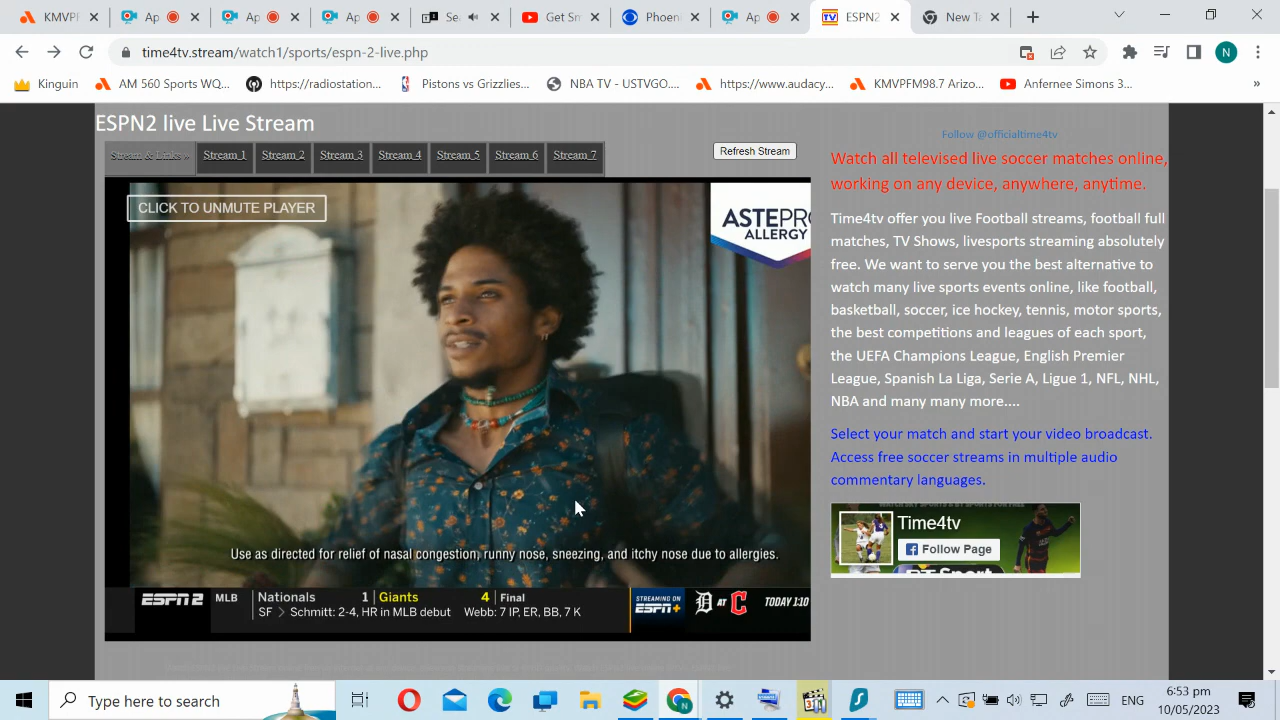 KMVP
Ap
Ap
Ap
Se
Get Sm
Phoeni
Ap
ESPN2
New Ta
time4tv.stream/watch1/sports/espn-2-live.php
N
Kinguin
AM 560 Sports WQ...
https://radiostation...
Pistons vs Grizzlies...
NBA TV - USTVGO....
https://www.audacy...
KMVPFM98.7 Arizo...
Anfernee Simons 3...
»
ESPN2 live Live Stream
Stream & Links »
Stream 1
Stream 2
Stream 3
Stream 4
Stream 5
Stream 6
Stream 7
Refresh Stream
CLICK TO UNMUTE PLAYER
ASTEPRO
ALLERGY
Use as directed for relief of nasal congestion, runny nose, sneezing, and itchy nose due to allergies.
ESPN2
MLB
Nationals 1 Giants 4 Final
SF > Schmitt: 2-4, HR in MLB debut Webb: 7 IP, ER, BB, 7 K
STREAMING ON
ESPN+
D AT C TODAY 1:10
Follow @officialtime4tv
Watch all televised live soccer matches online,
working on any device, anywhere, anytime.
Time4tv offer you live Football streams, football full
matches, TV Shows, livesports streaming absolutely
free. We want to serve you the best alternative to
watch many live sports events online, like football,
basketball, soccer, ice hockey, tennis, motor sports,
the best competitions and leagues of each sport,
the UEFA Champions League, English Premier
League, Spanish La Liga, Serie A, Ligue 1, NFL, NHL,
NBA and many many more....
Select your match and start your video broadcast.
Access free soccer streams in multiple audio
commentary languages.
Time4tv
Follow Page
Type here to search
ENG
6:53 pm
10/05/2023